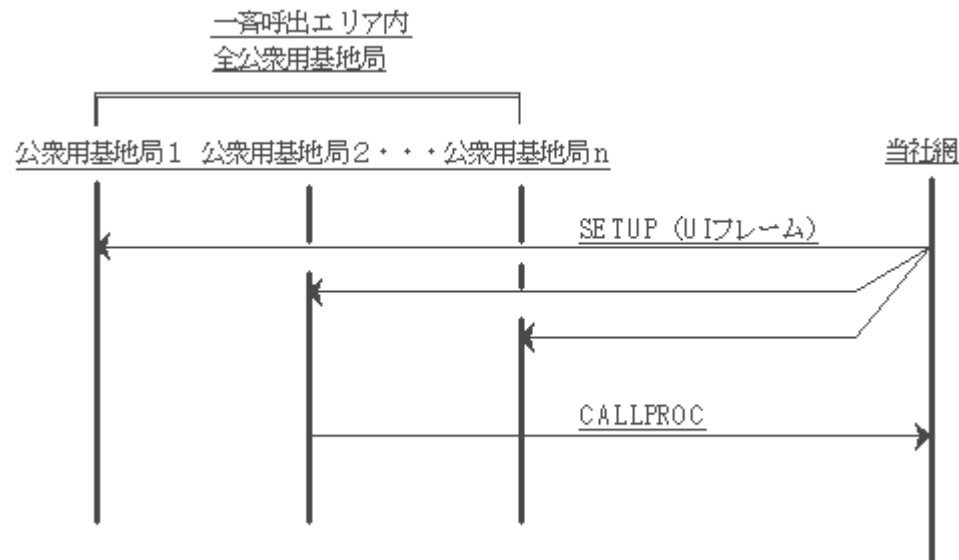 一斉呼出エリア内
全公衆用基地局
公衆用基地局1 公衆用基地局2・・・公衆用基地局n
当社網
SETUP (UIフレーム)
CALLPROC